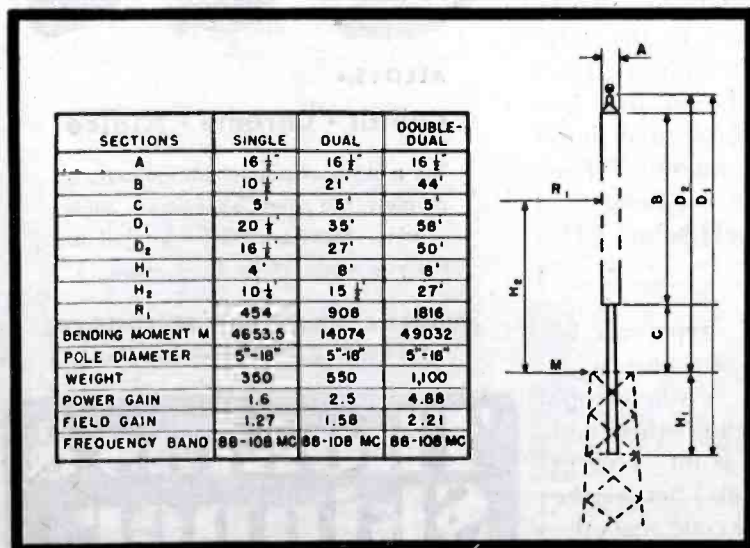 SECTIONS SINGLE DUAL DOUBLE-DUAL
A 16 ½" 16 ½" 16 ½"
B 10 ½' 21' 44'
C 5' 5' 5'
D₁ 20 ½' 35' 58'
D₂ 16 ½' 27' 50'
H₁ 4' 8' 8'
H₂ 10 ¼' 15 ½' 27'
R₁ 454 908 1816
BENDING MOMENT M 4653.5 14074 49032
POLE DIAMETER 5"-18" 5"-18" 5"-18"
WEIGHT 350 550 1,100
POWER GAIN 1.6 2.5 4.88
FIELD GAIN 1.27 1.58 2.21
FREQUENCY BAND 88-108 MC 88-108 MC 88-108 MC
A
R₁
B
D₂
D₁
H₂
C
M
H₁